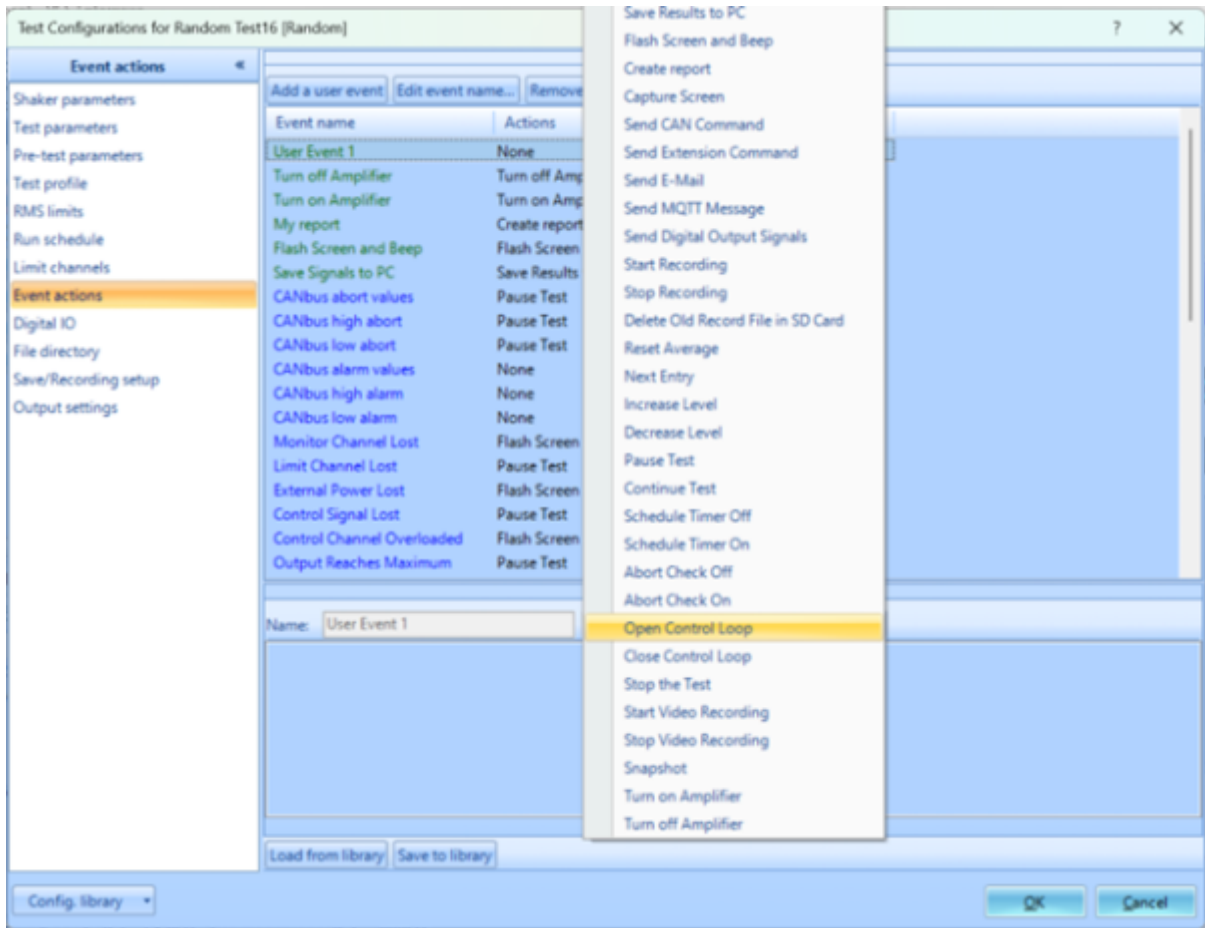 Test Configurations for Random Test16 [Random]
?
Event actions
Shaker parameters
Test parameters
Pre-test parameters
Test profile
RMS limits
Run schedule
Limit channels
Event actions
Digital IO
File directory
Save/Recording setup
Output settings
Add a user event Edit event name... Remove
Event name Actions
User Event 1 None
Turn off Amplifier Turn off Amp
Turn on Amplifier Turn on Amp
My report Create report
Flash Screen and Beep Flash Screen
Save Signals to PC Save Results
CANbus abort values Pause Test
CANbus high abort Pause Test
CANbus low abort Pause Test
CANbus alarm values None
CANbus high alarm None
CANbus low alarm None
Monitor Channel Lost Flash Screen
Limit Channel Lost Pause Test
External Power Lost Flash Screen
Control Signal Lost Pause Test
Control Channel Overloaded Flash Screen
Output Reaches Maximum Pause Test
Name: User Event 1
Save Results to PC
Flash Screen and Beep
Create report
Capture Screen
Send CAN Command
Send Extension Command
Send E-Mail
Send MQTT Message
Send Digital Output Signals
Start Recording
Stop Recording
Delete Old Record File in SD Card
Reset Average
Next Entry
Increase Level
Decrease Level
Pause Test
Continue Test
Schedule Timer Off
Schedule Timer On
Abort Check Off
Abort Check On
Open Control Loop
Close Control Loop
Stop the Test
Start Video Recording
Stop Video Recording
Snapshot
Turn on Amplifier
Turn off Amplifier
Load from library Save to library
Config. library
OK Cancel